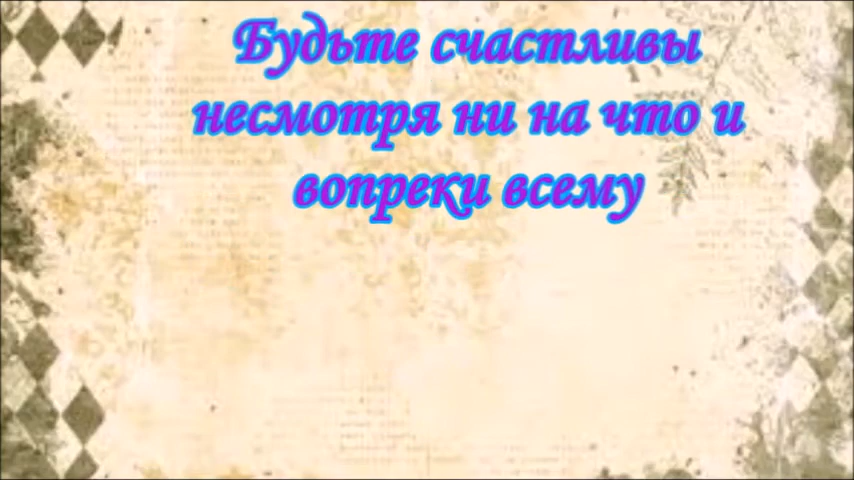 Будьте счастливы
несмотря ни на что и
вопреки всему